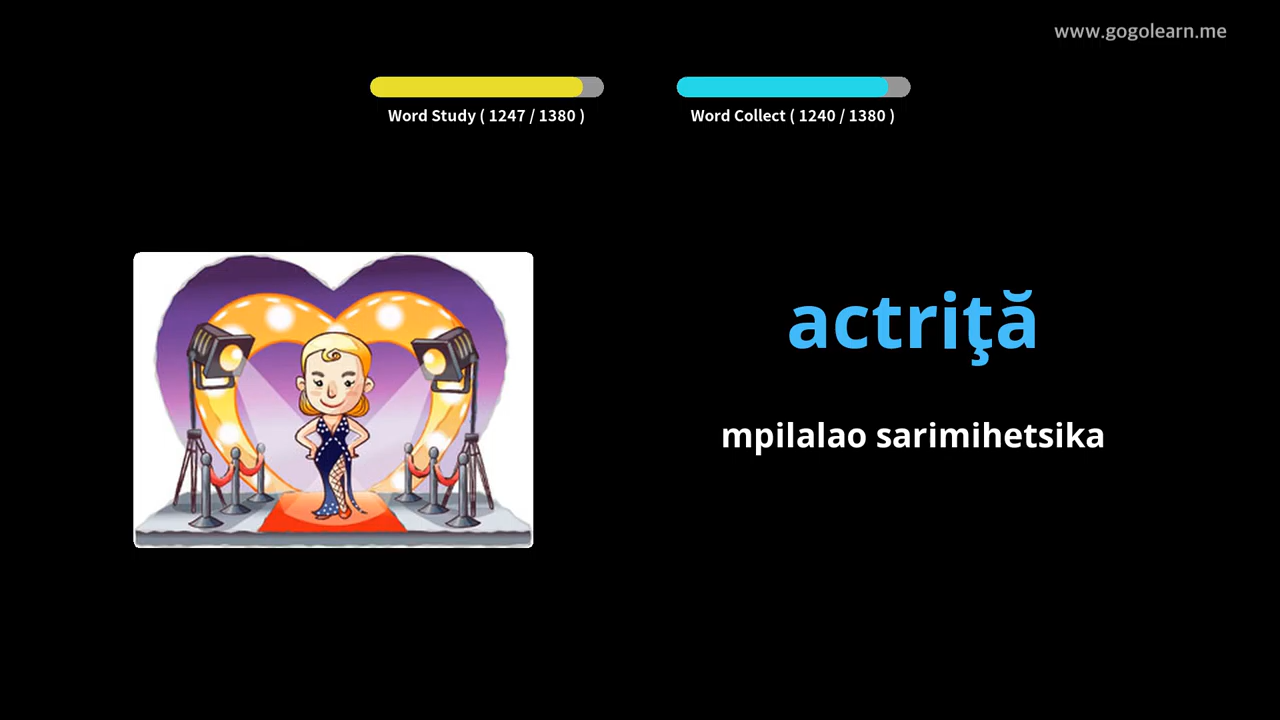 www.gogolearn.me
Word Study ( 1247 / 1380 )
Word Collect ( 1240 / 1380 )
actriţă
mpilalao sarimihetsika